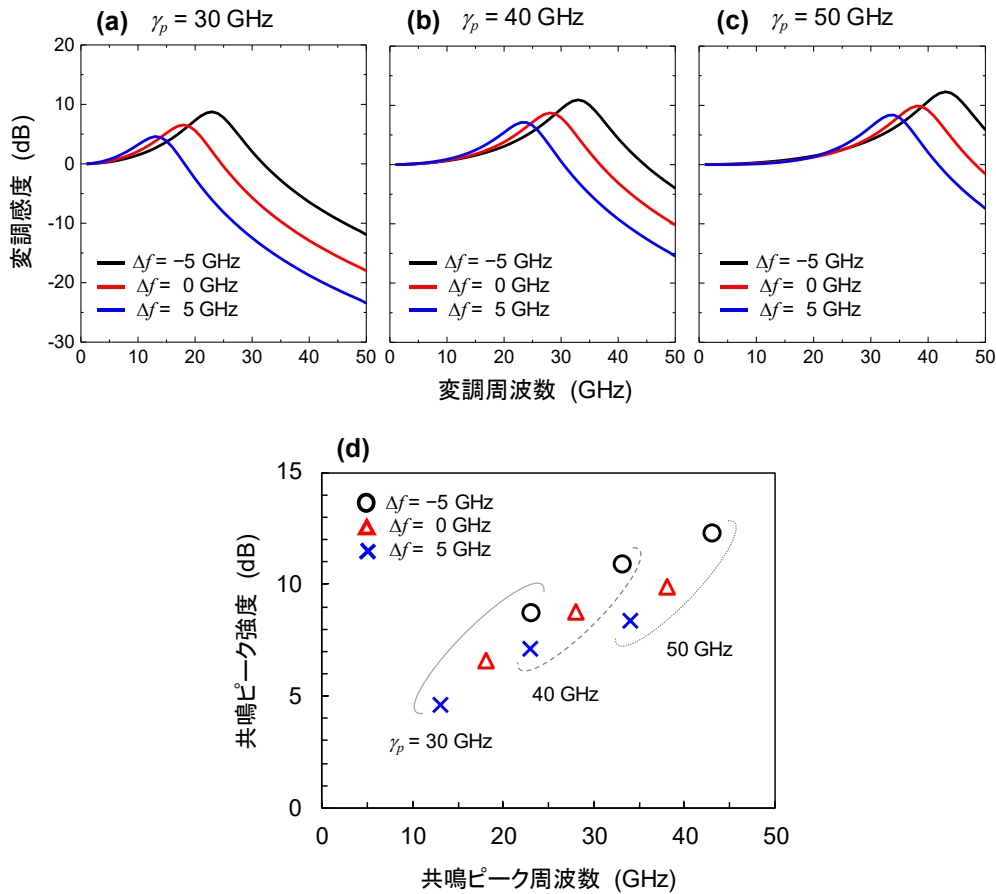 (a) γp = 30 GHz
(b) γp = 40 GHz
(c) γp = 50 GHz
20
10
0
-10
-20
-30
変調感度 (dB)
Δf = −5 GHz
Δf = 0 GHz
Δf = 5 GHz
0 10 20 30 40 50
Δf = −5 GHz
Δf = 0 GHz
Δf = 5 GHz
0 10 20 30 40 50
Δf = −5 GHz
Δf = 0 GHz
Δf = 5 GHz
0 10 20 30 40 50
変調周波数 (GHz)
(d)
15
10
5
0
共鳴ピーク強度 (dB)
Δf = −5 GHz
Δf = 0 GHz
Δf = 5 GHz
50 GHz
40 GHz
γp = 30 GHz
0 10 20 30 40 50
共鳴ピーク周波数 (GHz)